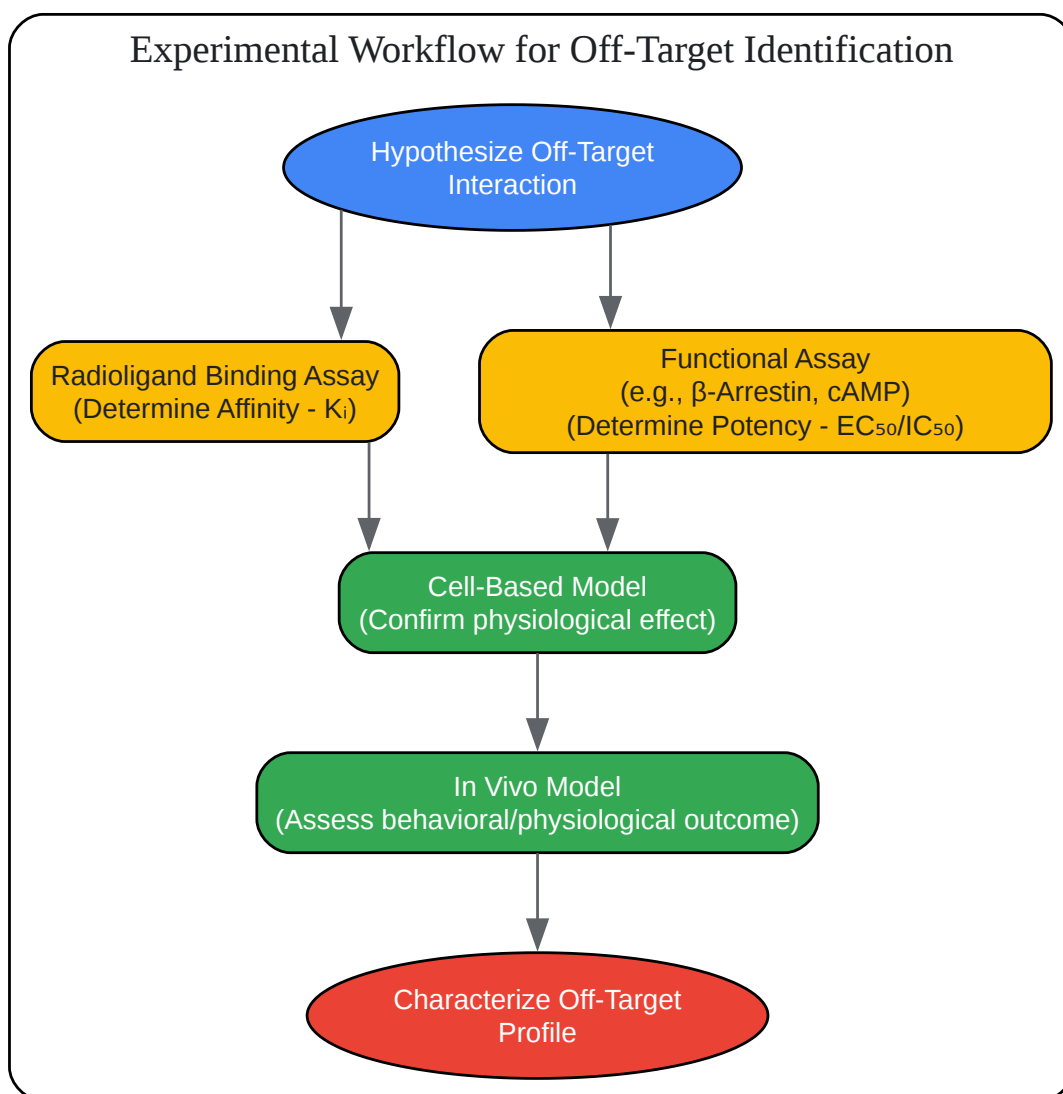 Experimental Workflow for Off-Target Identification
Hypothesize Off-Target
Interaction
Radioligand Binding Assay
(Determine Affinity - Kᵢ)
Functional Assay
(e.g., β-Arrestin, cAMP)
(Determine Potency - EC₅₀/IC₅₀)
Cell-Based Model
(Confirm physiological effect)
In Vivo Model
(Assess behavioral/physiological outcome)
Characterize Off-Target
Profile